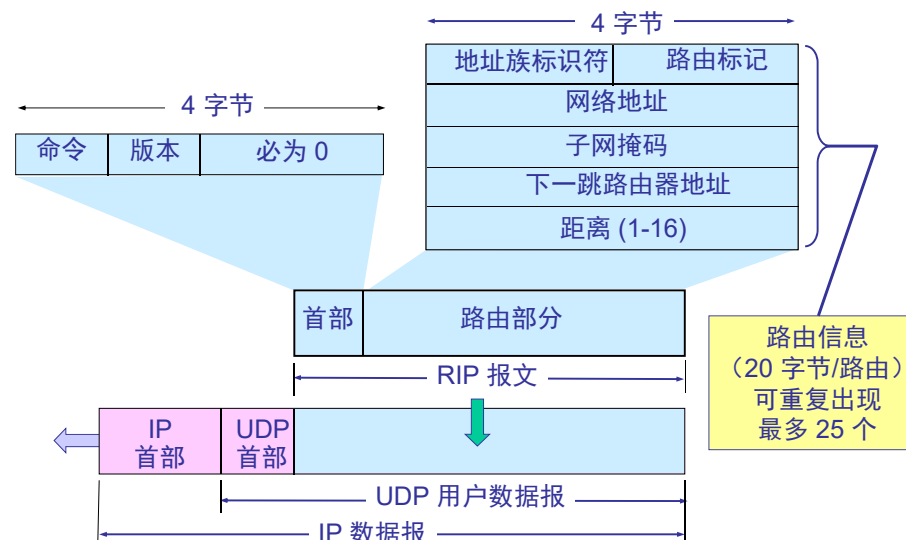 4 字节
地址族标识符 路由标记
网络地址
子网掩码
下一跳路由器地址
距离 (1-16)
4 字节
命令 版本 必为 0
首部 路由部分
RIP 报文
路由信息
（20 字节/路由）
可重复出现
最多 25 个
IP
首部
UDP
首部
UDP 用户数据报
IP 数据报